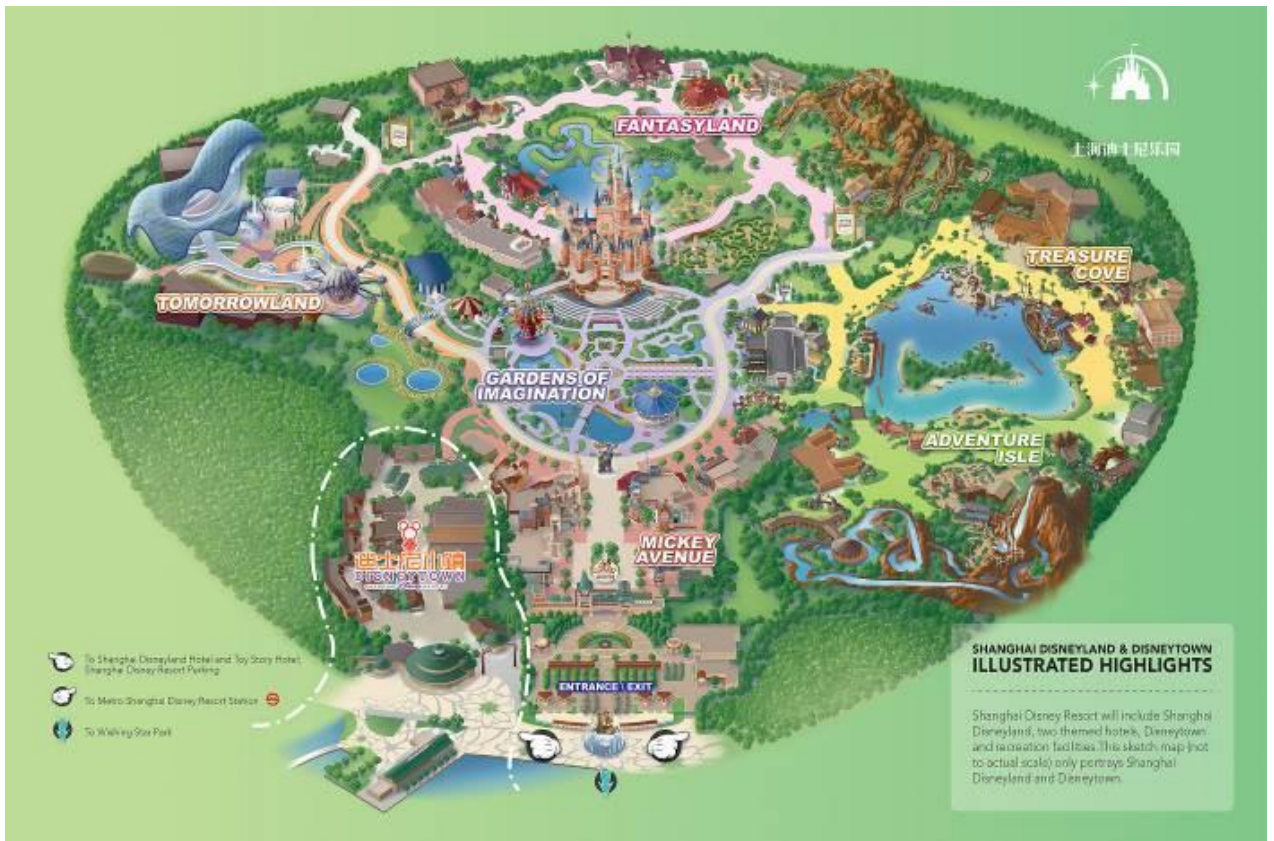 上海迪士尼乐园
FANTASYLAND
TREASURE
COVE
TOMORROWLAND
GARDENS OF
IMAGINATION
ADVENTURE
ISLE
MICKEY
AVENUE
迪士尼小镇
DISNEYTOWN
ENTRANCE | EXIT
To Shanghai Disneyland Hotel and Toy Story Hotel,
Shanghai Disney Resort Parking
To Metro Shanghai Disney Resort Station
To Wishing Star Park
SHANGHAI DISNEYLAND & DISNEYTOWN
ILLUSTRATED HIGHLIGHTS
Shanghai Disney Resort will include Shanghai
Disneyland, two themed hotels, Disneytown
and recreation facilities. This sketch map (not
to actual scale) only portrays Shanghai
Disneyland and Disneytown.